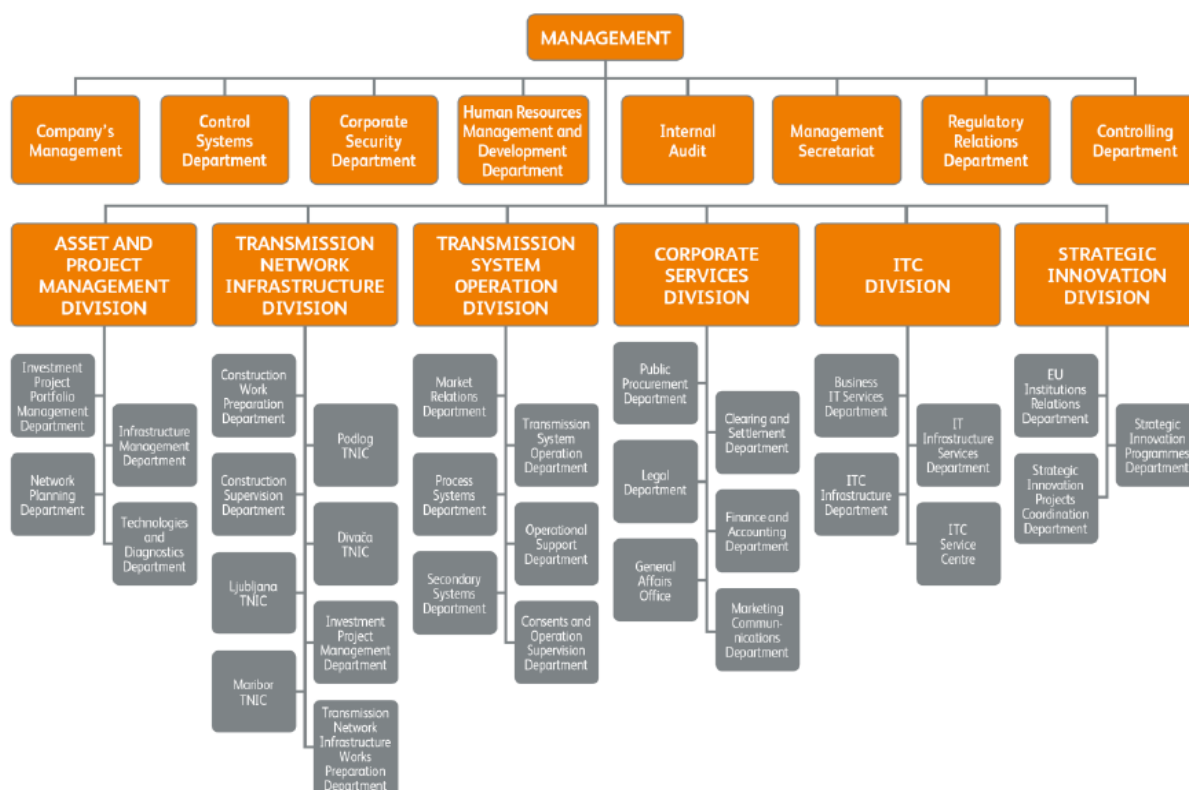 MANAGEMENT
Company's
Management
Control
Systems
Department
Corporate
Security
Department
Human Resources
Management and
Development
Department
Internal
Audit
Management
Secretariat
Regulatory
Relations
Department
Controlling
Department
ASSET AND
PROJECT
MANAGEMENT
DIVISION
TRANSMISSION
NETWORK
INFRASTRUCTURE
DIVISION
TRANSMISSION
SYSTEM
OPERATION
DIVISION
CORPORATE
SERVICES
DIVISION
ITC
DIVISION
STRATEGIC
INNOVATION
DIVISION
Investment
Project
Portfolio
Management
Department
Infrastructure
Management
Department
Network
Planning
Department
Technologies
and
Diagnostics
Department
Construction
Work
Preparation
Department
Podlog
TNIC
Construction
Supervision
Department
Divača
TNIC
Ljubljana
TNIC
Investment
Project
Management
Department
Maribor
TNIC
Transmission
Network
Infrastructure
Works
Preparation
Department
Market
Relations
Department
Transmission
System
Operation
Department
Process
Systems
Department
Operational
Support
Department
Secondary
Systems
Department
Consents and
Operation
Supervision
Department
Public
Procurement
Department
Clearing and
Settlement
Department
Legal
Department
Finance and
Accounting
Department
General
Affairs
Office
Marketing
Commun-
nications
Department
Business
IT Services
Department
IT
Infrastructure
Services
Department
ITC
Infrastructure
Department
ITC
Service
Centre
EU
Institutions
Relations
Department
Strategic
Innovation
Programmes
Department
Strategic
Innovation
Projects
Coordination
Department